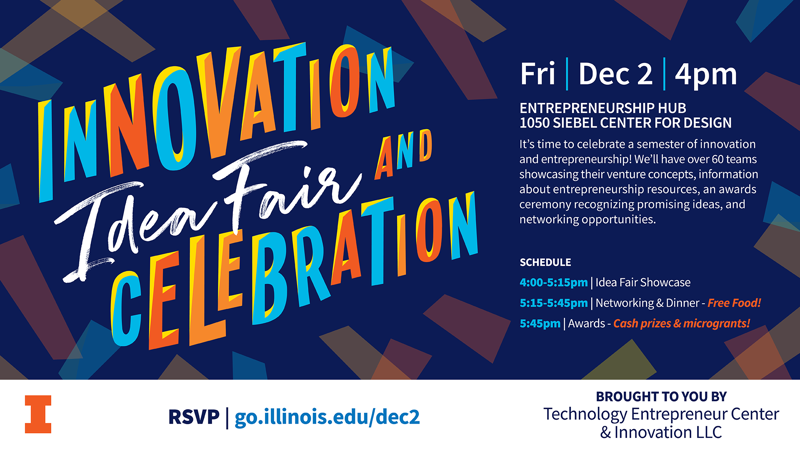 INNOVATION
Idea Fair AND
CELEBRATION
Fri | Dec 2 | 4pm
ENTREPRENEURSHIP HUB
1050 SIEBEL CENTER FOR DESIGN
It's time to celebrate a semester of innovation
and entrepreneurship! We'll have over 60 teams
showcasing their venture concepts, information
about entrepreneurship resources, an awards
ceremony recognizing promising ideas, and
networking opportunities.
SCHEDULE
4:00-5:15pm | Idea Fair Showcase
5:15-5:45pm | Networking & Dinner - Free Food!
5:45pm | Awards - Cash prizes & microgrants!
I
RSVP | go.illinois.edu/dec2
BROUGHT TO YOU BY
Technology Entrepreneur Center
& Innovation LLC